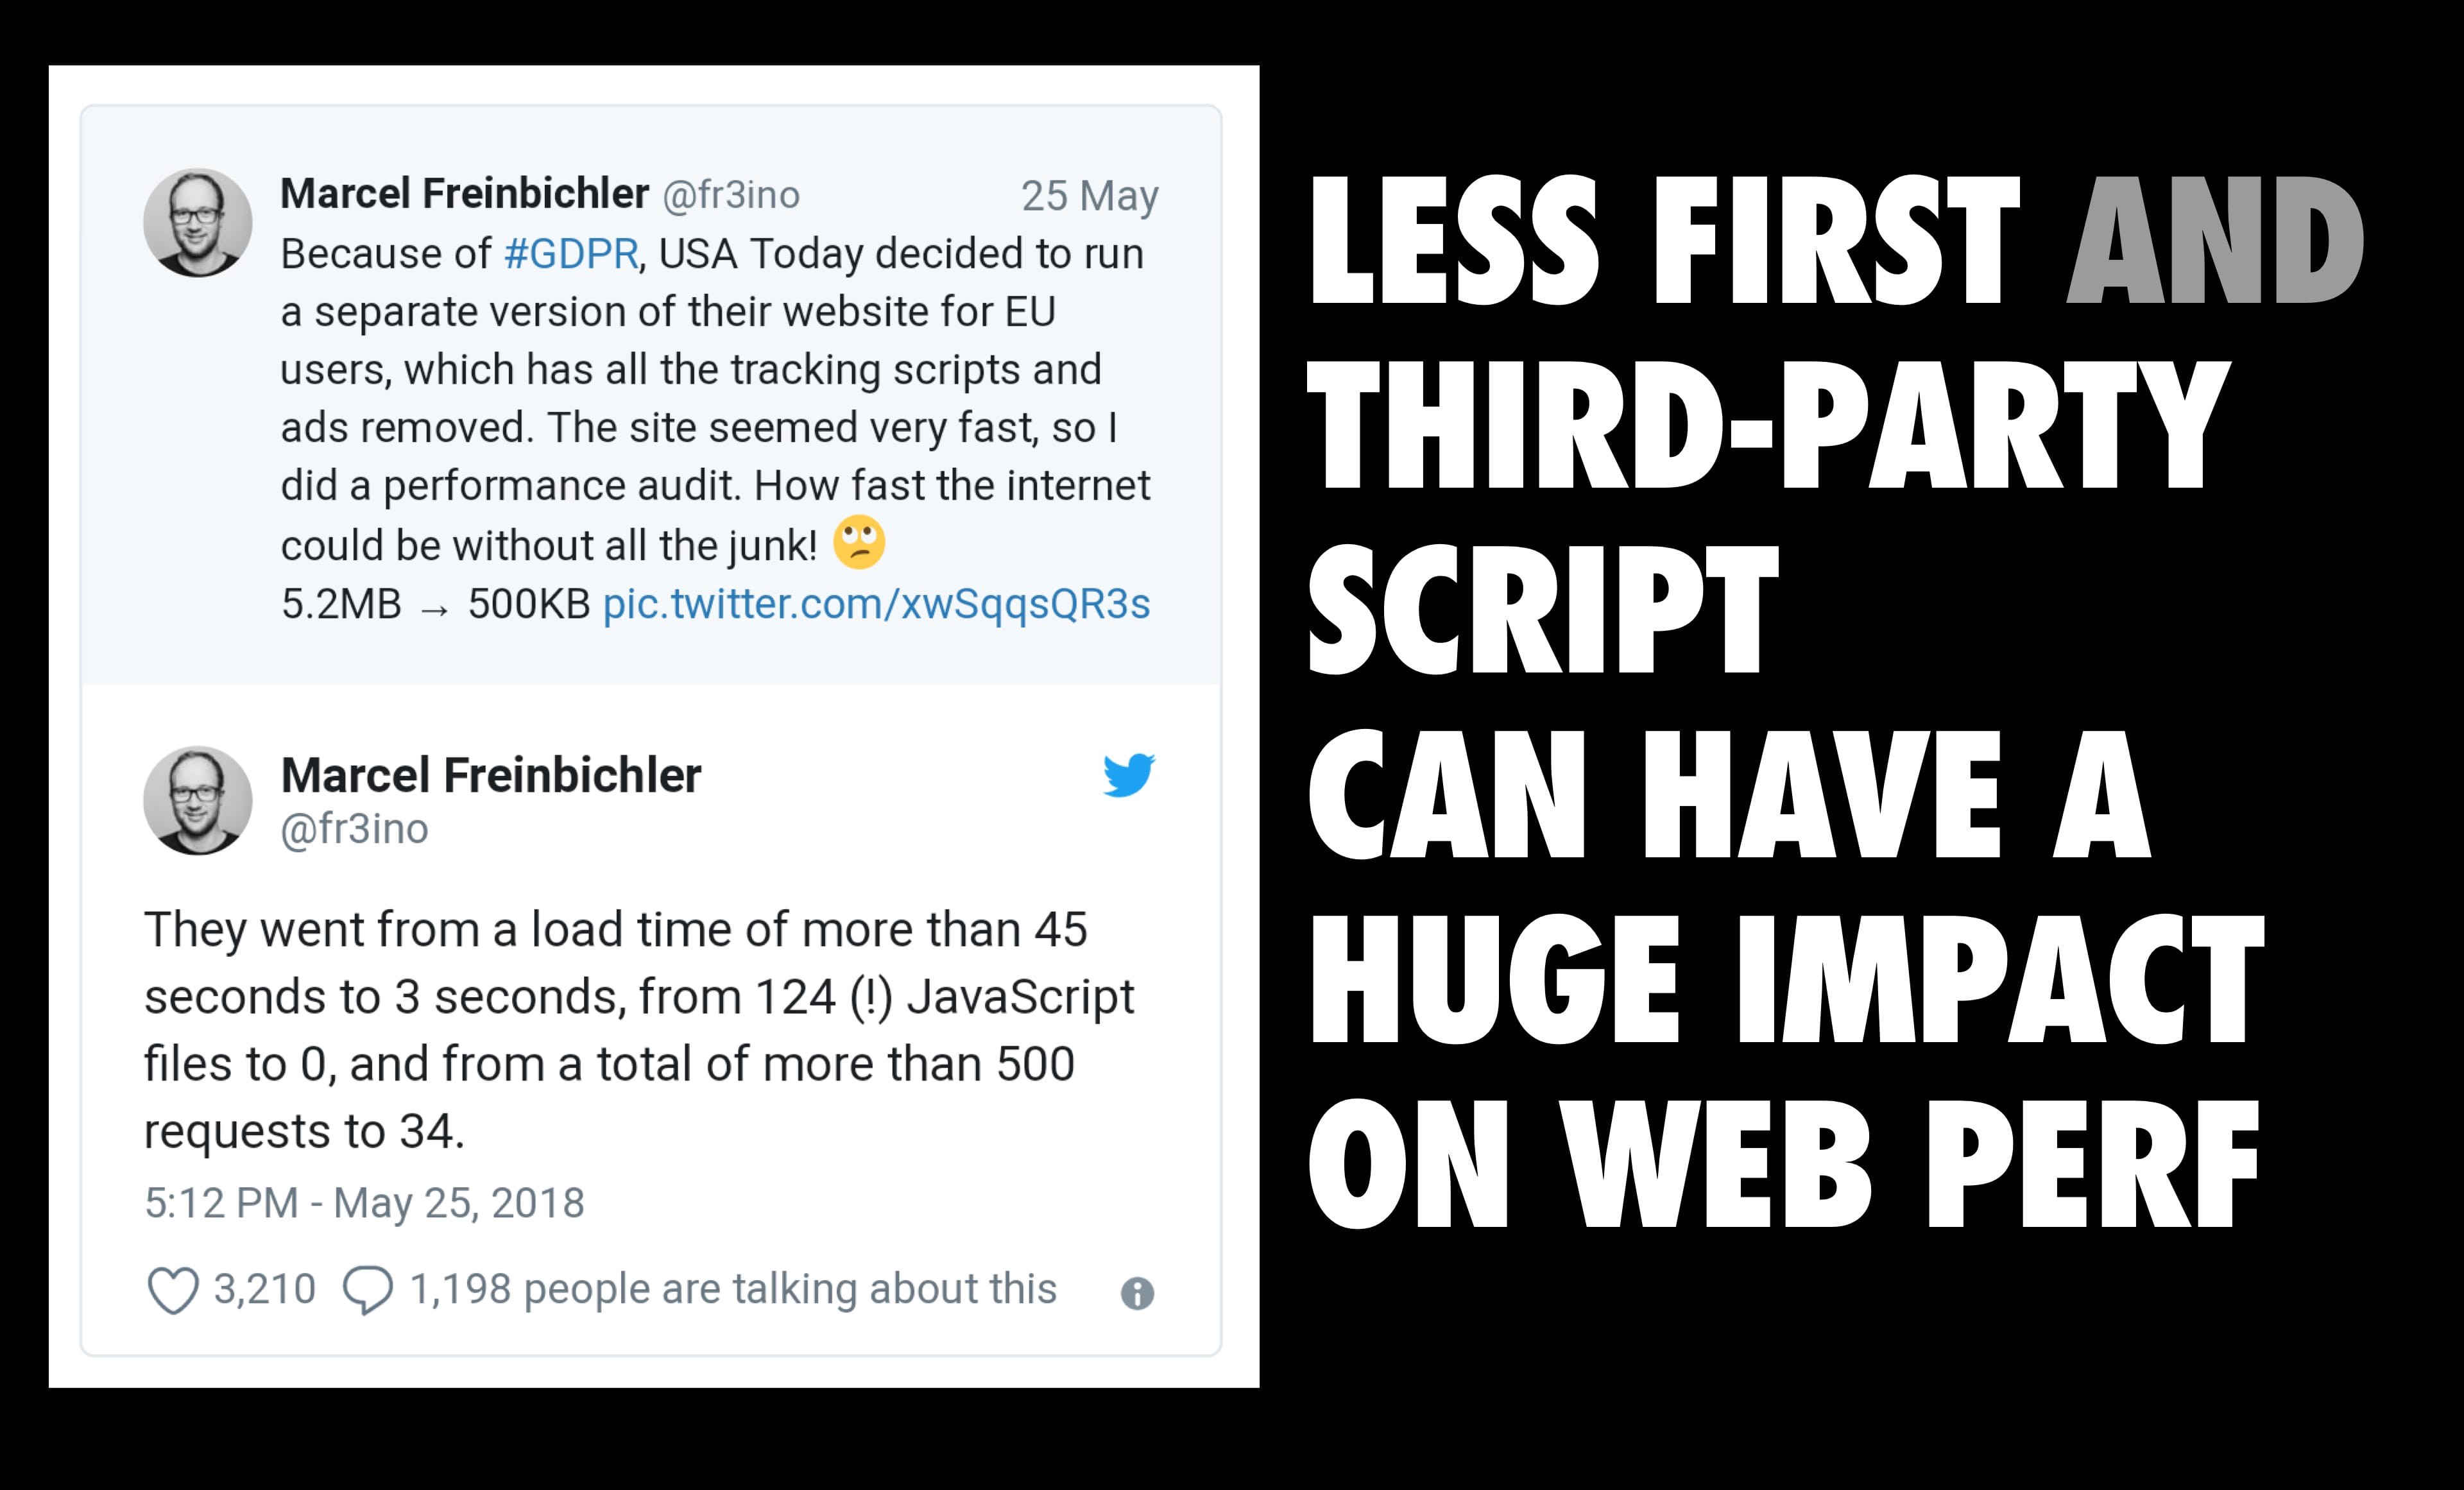 Marcel Freinbichler @fr3ino 25 May
Because of #GDPR, USA Today decided to run
a separate version of their website for EU
users, which has all the tracking scripts and
ads removed. The site seemed very fast, so I
did a performance audit. How fast the internet
could be without all the junk! 🙄
5.2MB → 500KB pic.twitter.com/xwSqqsQR3s
Marcel Freinbichler
@fr3ino
They went from a load time of more than 45
seconds to 3 seconds, from 124 (!) JavaScript
files to 0, and from a total of more than 500
requests to 34.
5:12 PM - May 25, 2018
3,210 1,198 people are talking about this
LESS FIRST AND
THIRD-PARTY
SCRIPT
CAN HAVE A
HUGE IMPACT
ON WEB PERF